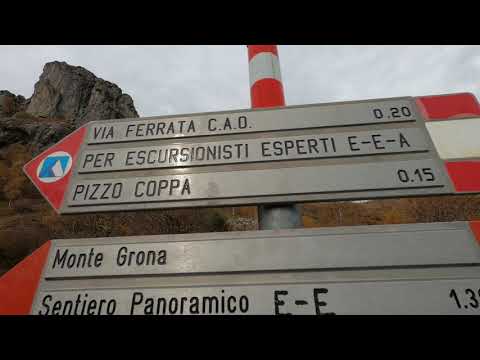 VIA FERRATA C.A.O. 0.20
PER ESCURSIONISTI ESPERTI E-E-A
PIZZO COPPA 0.15
Monte Grona
Sentiero Panoramico E-E